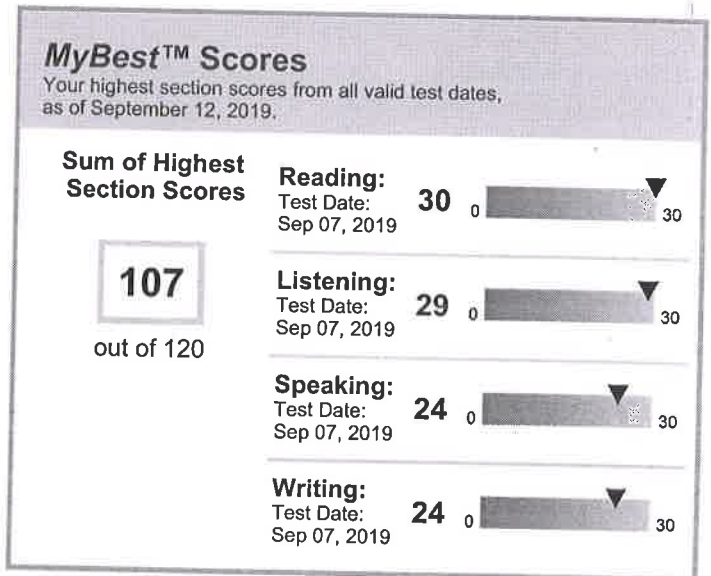 MyBest™ Scores
Your highest section scores from all valid test dates,
as of September 12, 2019.
Sum of Highest
Section Scores
107
out of 120
Reading:
Test Date:
Sep 07, 2019
30
0
30
Listening:
Test Date:
Sep 07, 2019
29
0
30
Speaking:
Test Date:
Sep 07, 2019
24
0
30
Writing:
Test Date:
Sep 07, 2019
24
0
30